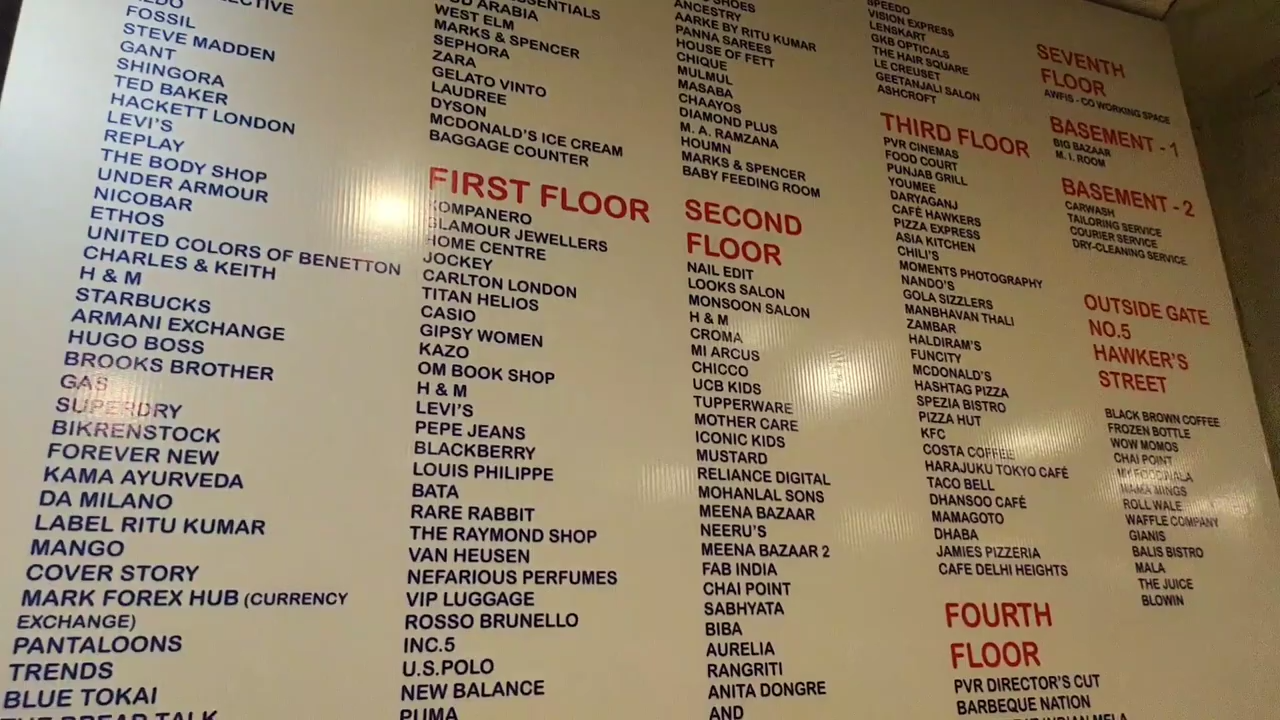 FOSSIL
STEVE MADDEN
GANT
SHINGORA
TED BAKER
HACKETT LONDON
LEVI'S
REPLAY
THE BODY SHOP
UNDER ARMOUR
NICOBAR
ETHOS
UNITED COLORS OF BENETTON
CHARLES & KEITH
H & M
STARBUCKS
ARMANI EXCHANGE
HUGO BOSS
BROOKS BROTHER
GAS
SUPERDRY
BIKRENSTOCK
FOREVER NEW
KAMA AYURVEDA
DA MILANO
LABEL RITU KUMAR
MANGO
COVER STORY
MARK FOREX HUB (CURRENCY
EXCHANGE)
PANTALOONS
TRENDS
BLUE TOKAI
BREAD TALK
ARABIA
WEST ELM
MARKS & SPENCER
SEPHORA
ZARA
GELATO VINTO
LAUDREE
DYSON
MCDONALD'S ICE CREAM
BAGGAGE COUNTER
FIRST FLOOR
KOMPANERO
GLAMOUR JEWELLERS
HOME CENTRE
JOCKEY
CARLTON LONDON
TITAN HELIOS
CASIO
GIPSY WOMEN
KAZO
OM BOOK SHOP
H & M
LEVI'S
PEPE JEANS
BLACKBERRY
LOUIS PHILIPPE
BATA
RARE RABBIT
THE RAYMOND SHOP
VAN HEUSEN
NEFARIOUS PERFUMES
VIP LUGGAGE
ROSSO BRUNELLO
INC.5
U.S.POLO
NEW BALANCE
PUMA
SHOES
ANCESTRY
AARKE BY RITU KUMAR
PANNA SAREES
HOUSE OF FETT
CHIQUE
MULMUL
MASABA
CHAAYOS
DIAMOND PLUS
M. A. RAMZANA
HOUMN
MARKS & SPENCER
BABY FEEDING ROOM
SECOND
FLOOR
NAIL EDIT
LOOKS SALON
MONSOON SALON
H & M
CROMA
MI ARCUS
CHICCO
UCB KIDS
TUPPERWARE
MOTHER CARE
ICONIC KIDS
MUSTARD
RELIANCE DIGITAL
MOHANLAL SONS
MEENA BAZAAR
NEERU'S
MEENA BAZAAR 2
FAB INDIA
CHAI POINT
SABHYATA
BIBA
AURELIA
RANGRITI
ANITA DONGRE
AND
SPEEDO
VISION EXPRESS
LENSKART
GKB OPTICALS
THE HAIR SQUARE
LE CREUSET
GEETANJALI SALON
ASHCROFT
THIRD FLOOR
PVR CINEMAS
FOOD COURT
PUNJAB GRILL
YOUMEE
DARYAGANJ
CAFÉ HAWKERS
PIZZA EXPRESS
ASIA KITCHEN
CHILI'S
MOMENTS PHOTOGRAPHY
NANDO'S
GOLA SIZZLERS
MANBHAVAN THALI
ZAMBAR
HALDIRAM'S
FUNCITY
MCDONALD'S
HASHTAG PIZZA
SPEZIA BISTRO
PIZZA HUT
KFC
COSTA COFFEE
HARAJUKU TOKYO CAFÉ
TACO BELL
DHANSOO CAFÉ
MAMAGOTO
DHABA
JAMIES PIZZERIA
CAFE DELHI HEIGHTS
FOURTH
FLOOR
PVR DIRECTOR'S CUT
BARBEQUE NATION
INDIAN MELA
SEVENTH
FLOOR
AWFIS - CO WORKING SPACE
BASEMENT - 1
BIG BAZAAR
M. I. ROOM
BASEMENT - 2
CARWASH
TAILORING SERVICE
COURIER SERVICE
DRY-CLEANING SERVICE
OUTSIDE GATE
NO.5
HAWKER'S
STREET
BLACK BROWN COFFEE
FROZEN BOTTLE
WOW MOMOS
CHAI POINT
MAMA MINGS
ROLL WALE
WAFFLE COMPANY
GIANIS
BALIS BISTRO
MALA
THE JUICE
BLOWIN